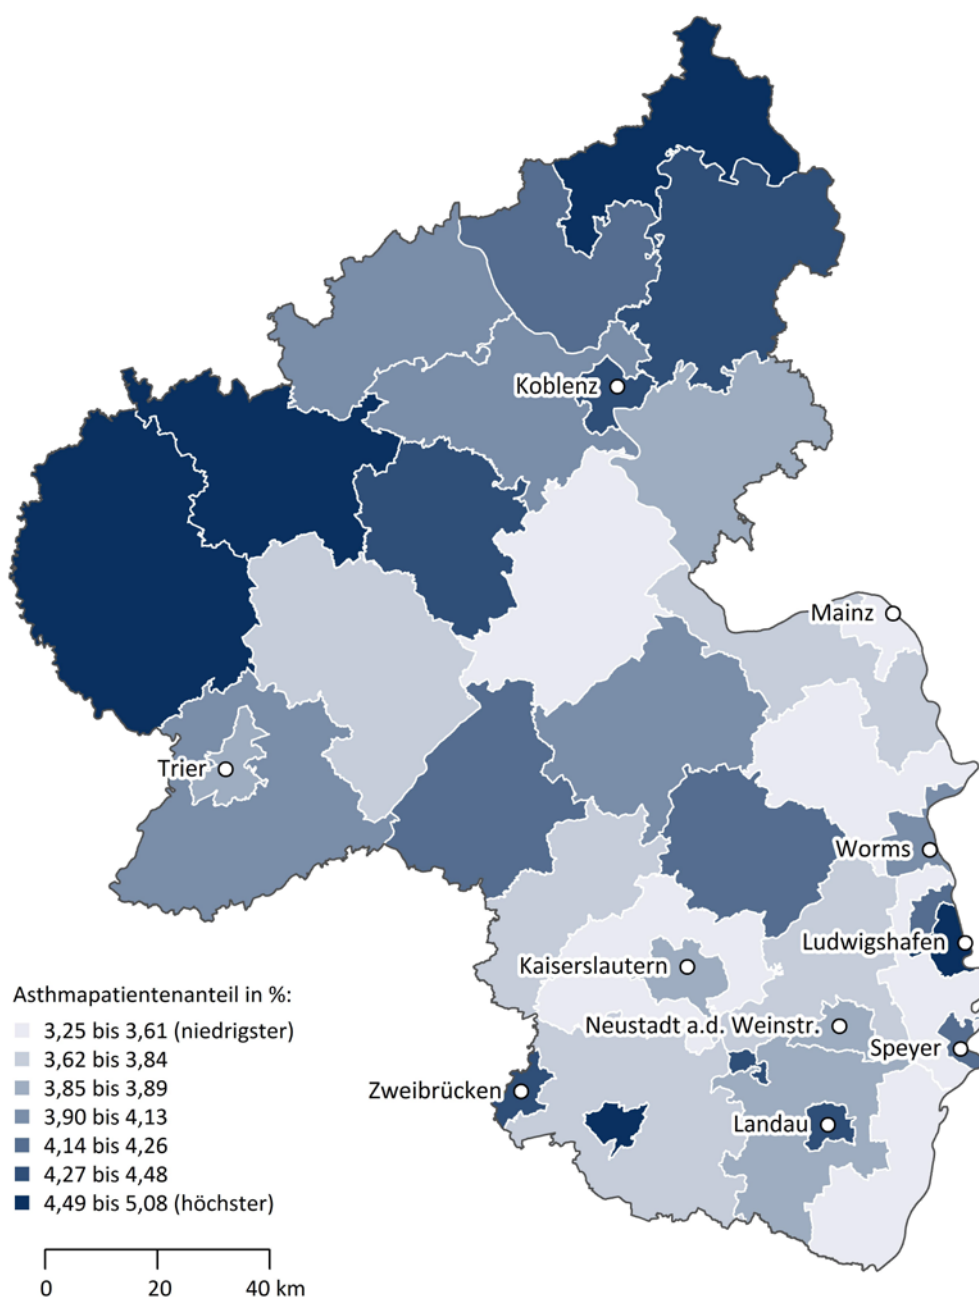 Koblenz
Mainz
Trier
Worms
Ludwigshafen
Kaiserslautern
Neustadt a.d. Weinstr.
Speyer
Zweibrücken
Landau
Asthmapatientenanteil in %:
3,25 bis 3,61 (niedrigster)
3,62 bis 3,84
3,85 bis 3,89
3,90 bis 4,13
4,14 bis 4,26
4,27 bis 4,48
4,49 bis 5,08 (höchster)
0 20 40 km